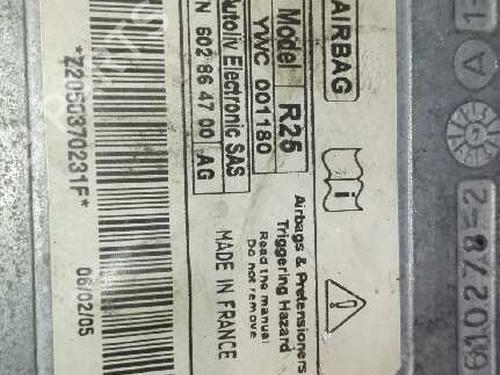 AIRBAG
Model R25
YWC 001180
Autoliv Electronic SAS
N 602 86 47 00 AG
MADE IN FRANCE
Airbags & Pretensioners
Triggering Hazard
Read the manual
Do not remove
*Z2050370231F*
06/02/05
610278-2
A